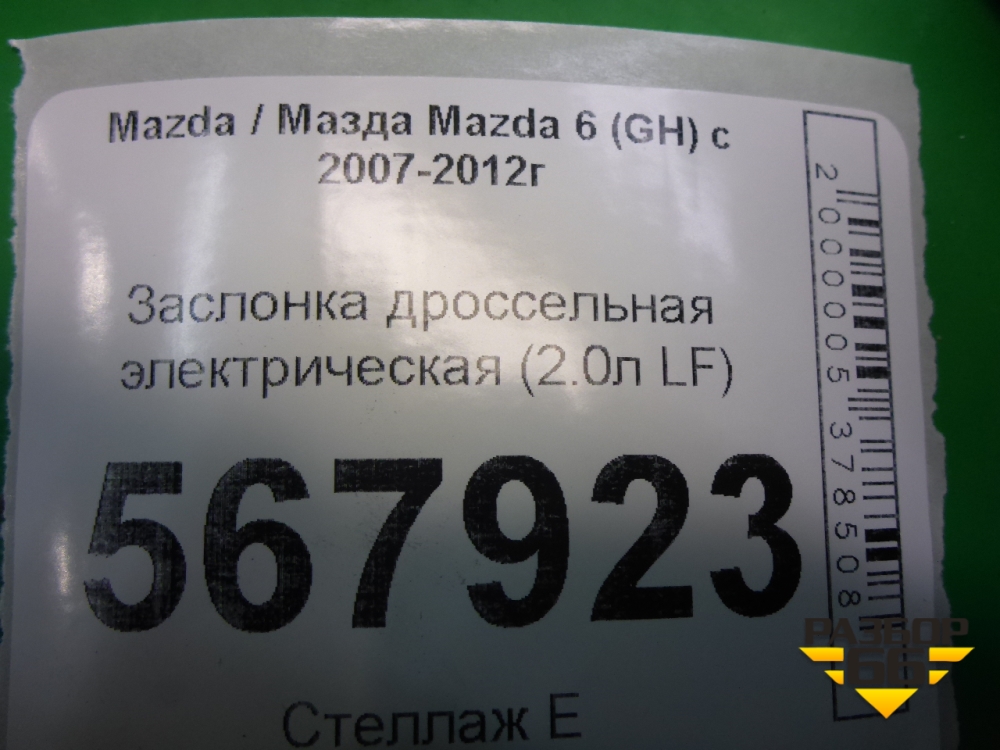 Mazda / Мазда Mazda 6 (GH) с
2007-2012г
Заслонка дроссельная
электрическая (2.0л LF)
567923
Стеллаж Е
2000005378508
РАЗБОР
66